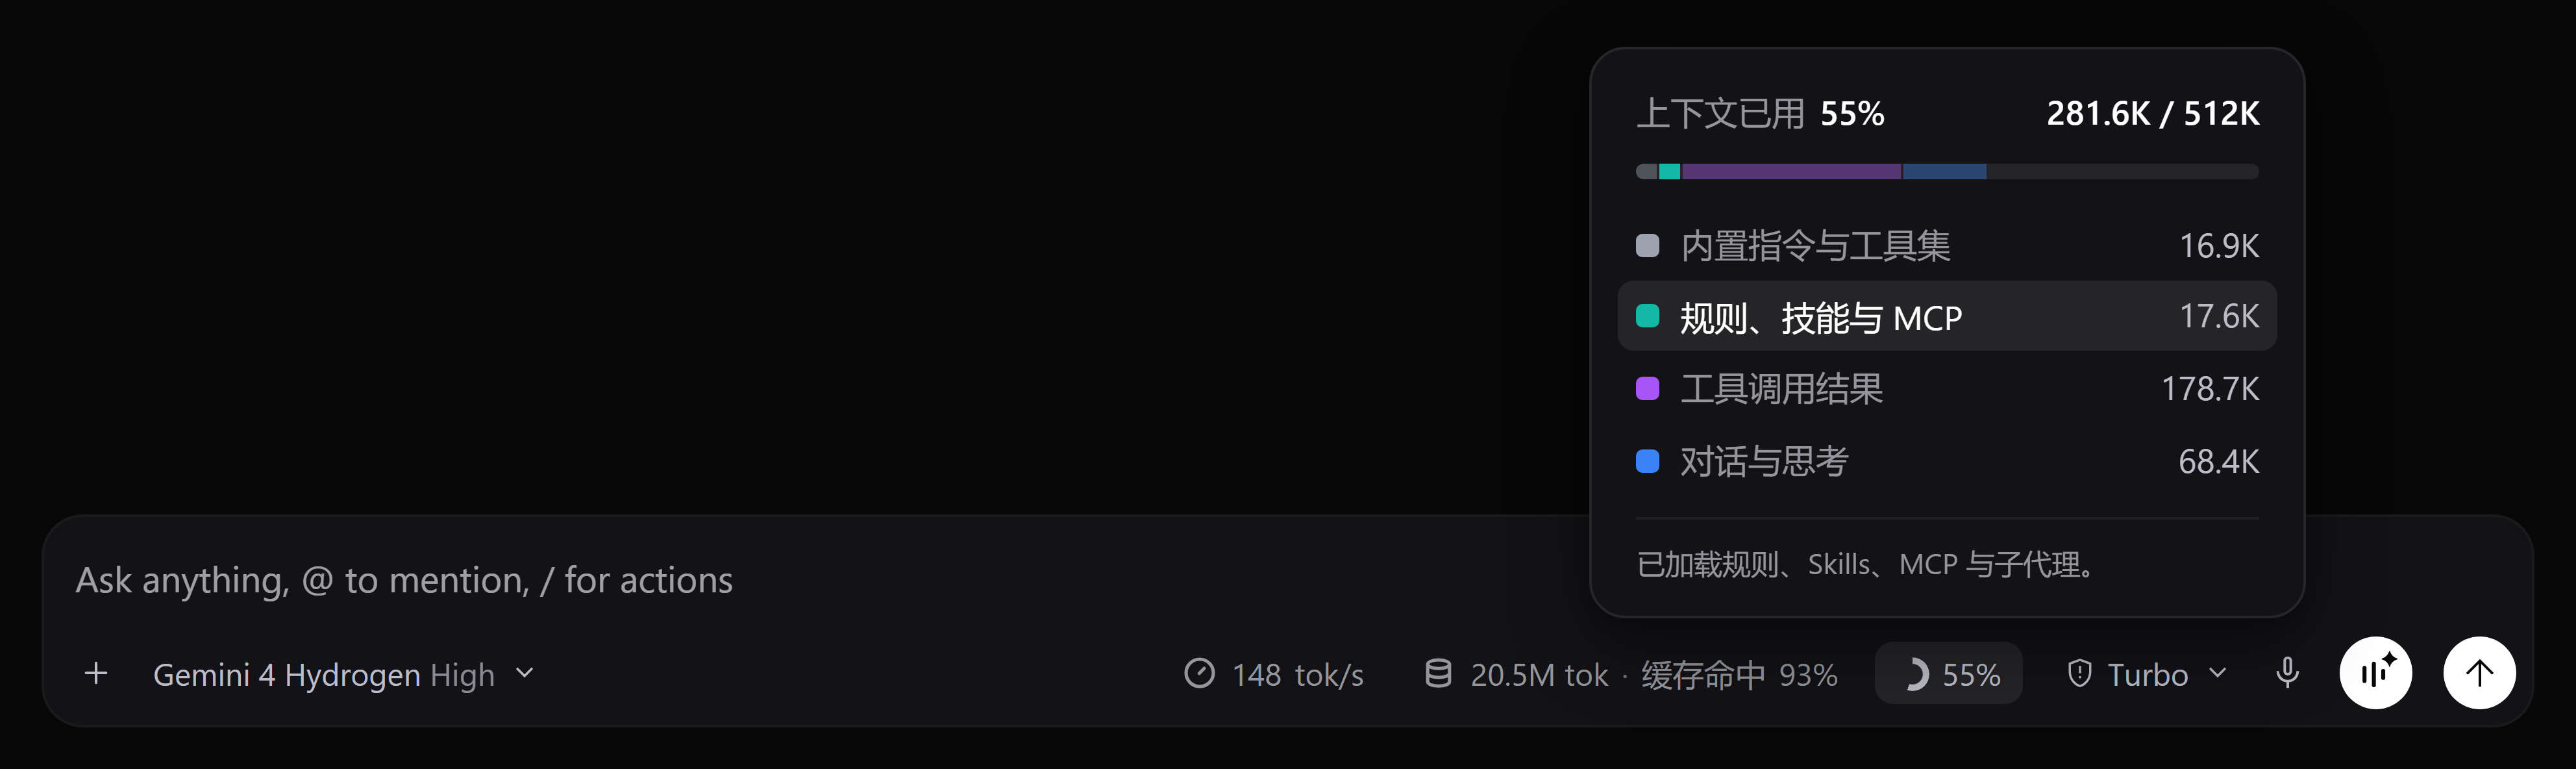 上下文已用 55% 281.6K / 512K
内置指令与工具集 16.9K
规则、技能与 MCP 17.6K
工具调用结果 178.7K
对话与思考 68.4K
已加载规则、Skills、MCP 与子代理。
Ask anything, @ to mention, / for actions
Gemini 4 Hydrogen High 148 tok/s 20.5M tok · 缓存命中 93% 55% Turbo